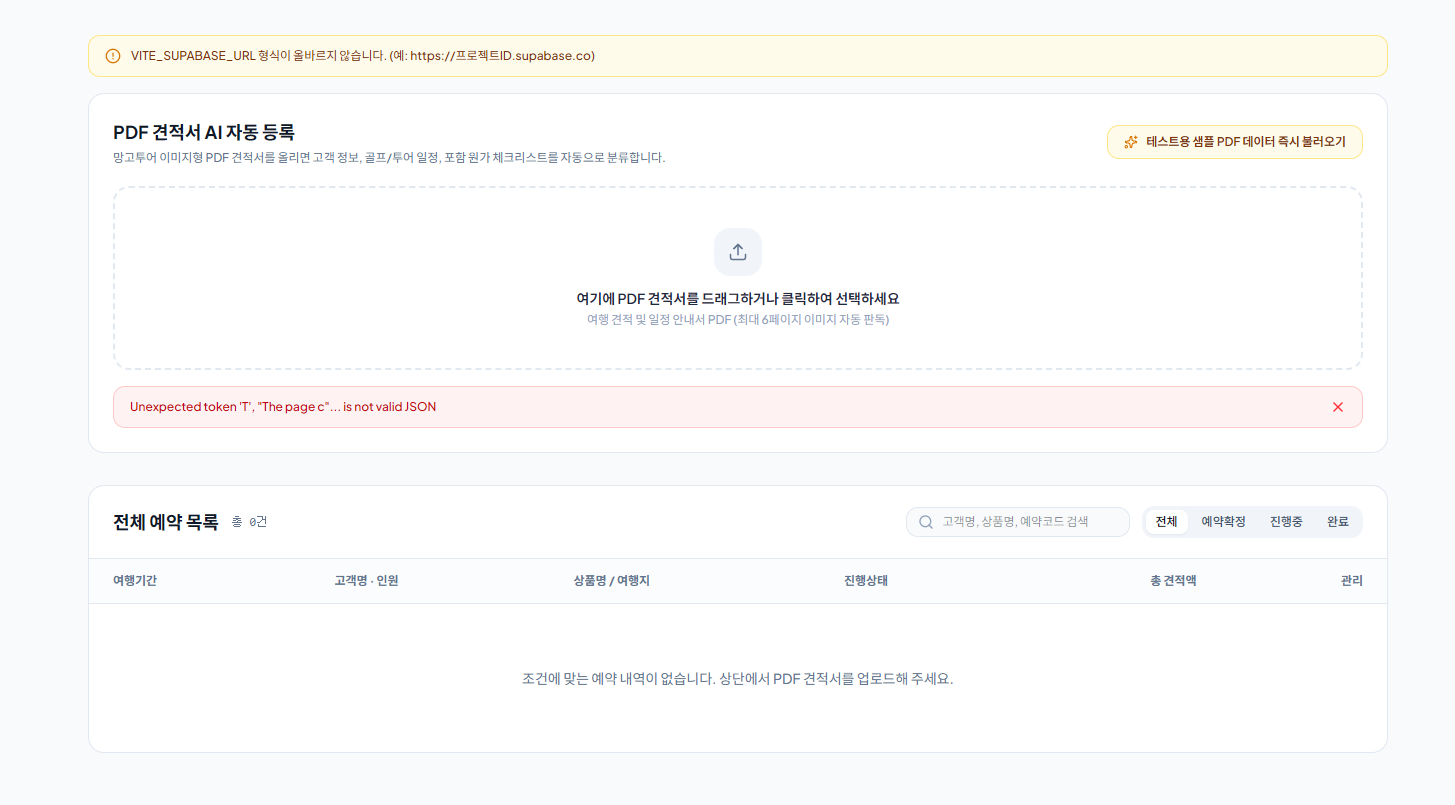 VITE_SUPABASE_URL 형식이 올바르지 않습니다. (예: https://프로젝트ID.supabase.co)
PDF 견적서 AI 자동 등록
망고투어 이미지형 PDF 견적서를 올리면 고객 정보, 골프/투어 일정, 포함 원가 체크리스트를 자동으로 분류합니다.
테스트용 샘플 PDF 데이터 즉시 불러오기
여기에 PDF 견적서를 드래그하거나 클릭하여 선택하세요
여행 견적 및 일정 안내서 PDF (최대 6페이지 이미지 자동 판독)
Unexpected token 'T', "The page c"... is not valid JSON
전체 예약 목록 총 0건
고객명, 상품명, 예약코드 검색
전체 예약확정 진행중 완료
여행기간 고객명 · 인원 상품명 / 여행지 진행상태 총 견적액 관리
조건에 맞는 예약 내역이 없습니다. 상단에서 PDF 견적서를 업로드해 주세요.